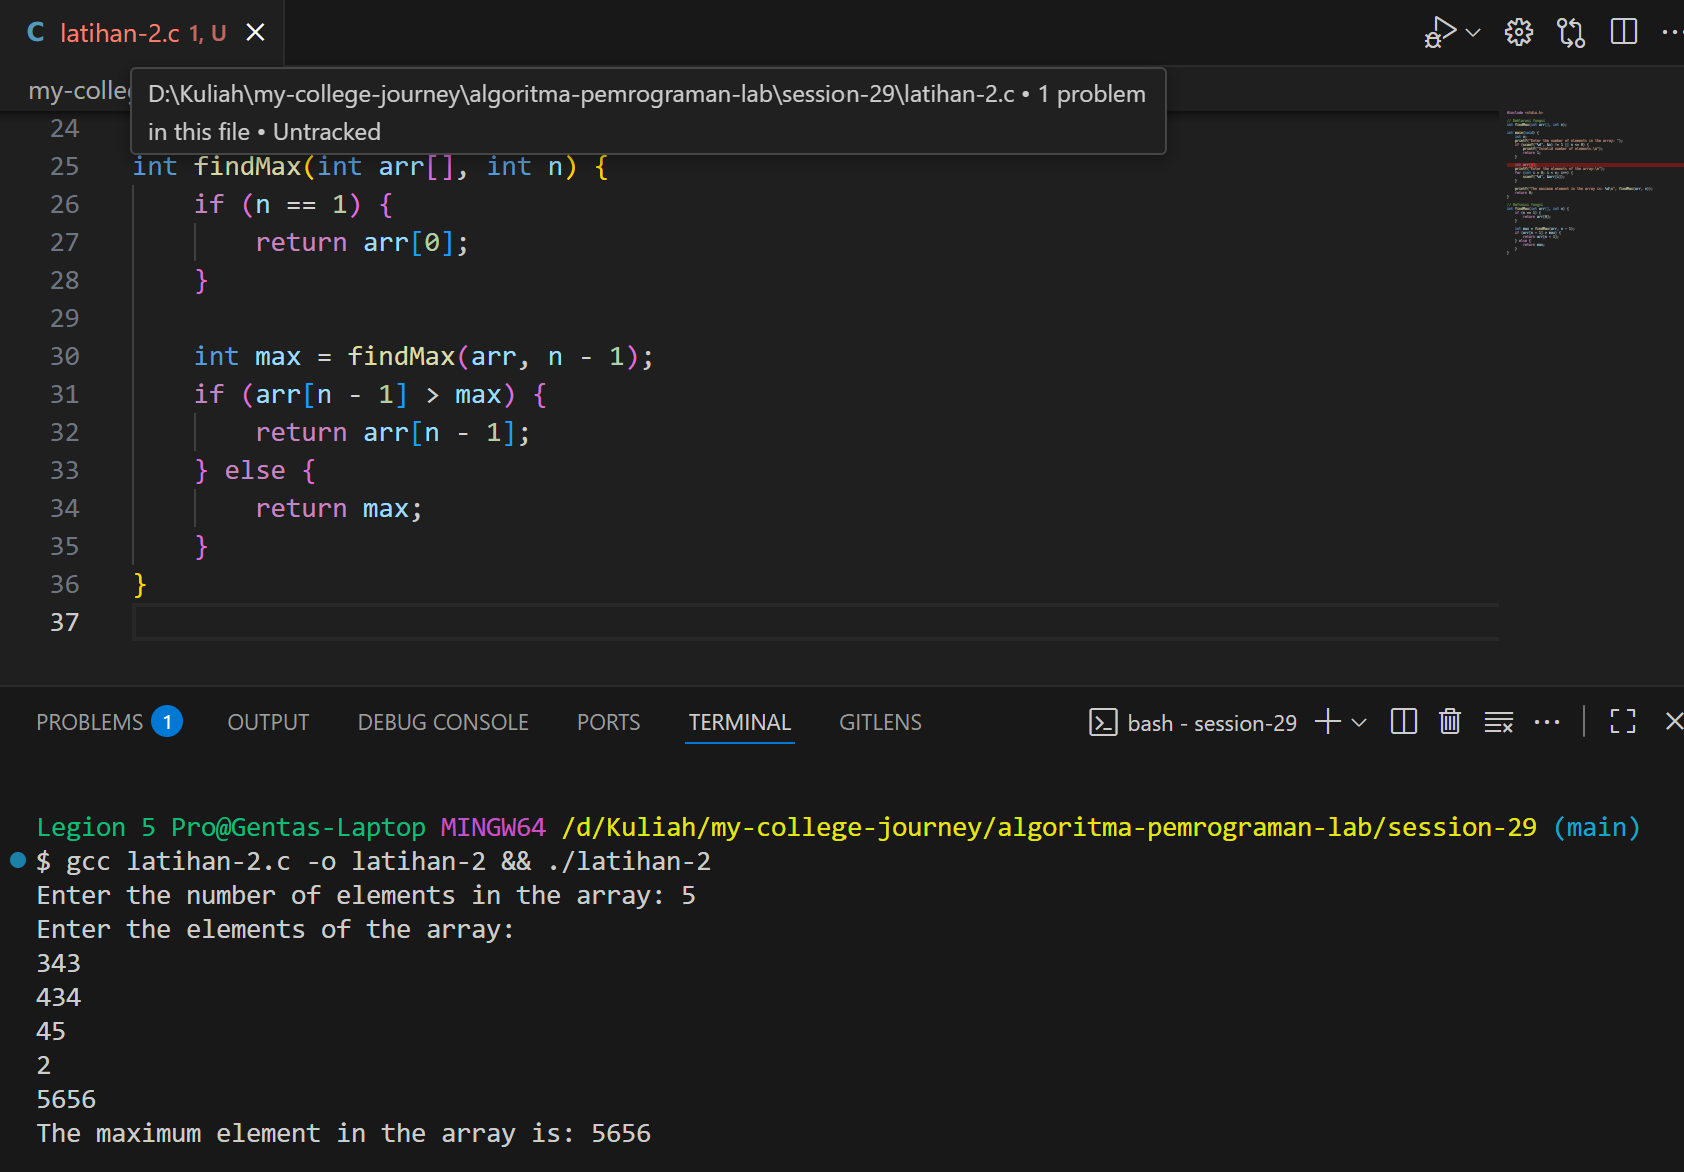 C latihan-2.c 1, U
my-colle
D:\Kuliah\my-college-journey\algoritma-pemrograman-lab\session-29\latihan-2.c • 1 problem
in this file • Untracked
24
25 int findMax(int arr[], int n) {
26     if (n == 1) {
27         return arr[0];
28     }
29
30     int max = findMax(arr, n - 1);
31     if (arr[n - 1] > max) {
32         return arr[n - 1];
33     } else {
34         return max;
35     }
36 }
37
PROBLEMS 1 OUTPUT DEBUG CONSOLE PORTS TERMINAL GITLENS bash - session-29
Legion 5 Pro@Gentas-Laptop MINGW64 /d/Kuliah/my-college-journey/algoritma-pemrograman-lab/session-29 (main)
$ gcc latihan-2.c -o latihan-2 && ./latihan-2
Enter the number of elements in the array: 5
Enter the elements of the array:
343
434
45
2
5656
The maximum element in the array is: 5656